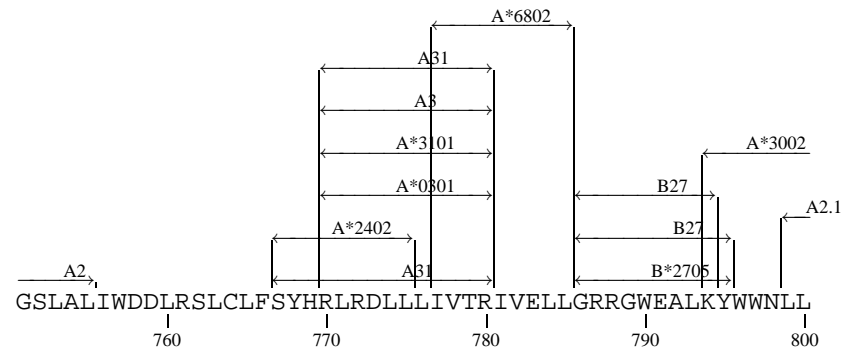 A*6802
A31
A3
A*3101 A*3002
A*0301 B27
A2.1
A*2402 B27
A2 A31 B*2705
GSLALIWDDLRSLCLFSYHRLRDLLLIVTRIVELLGRRGWEALKYWWNLL
760 770 780 790 800